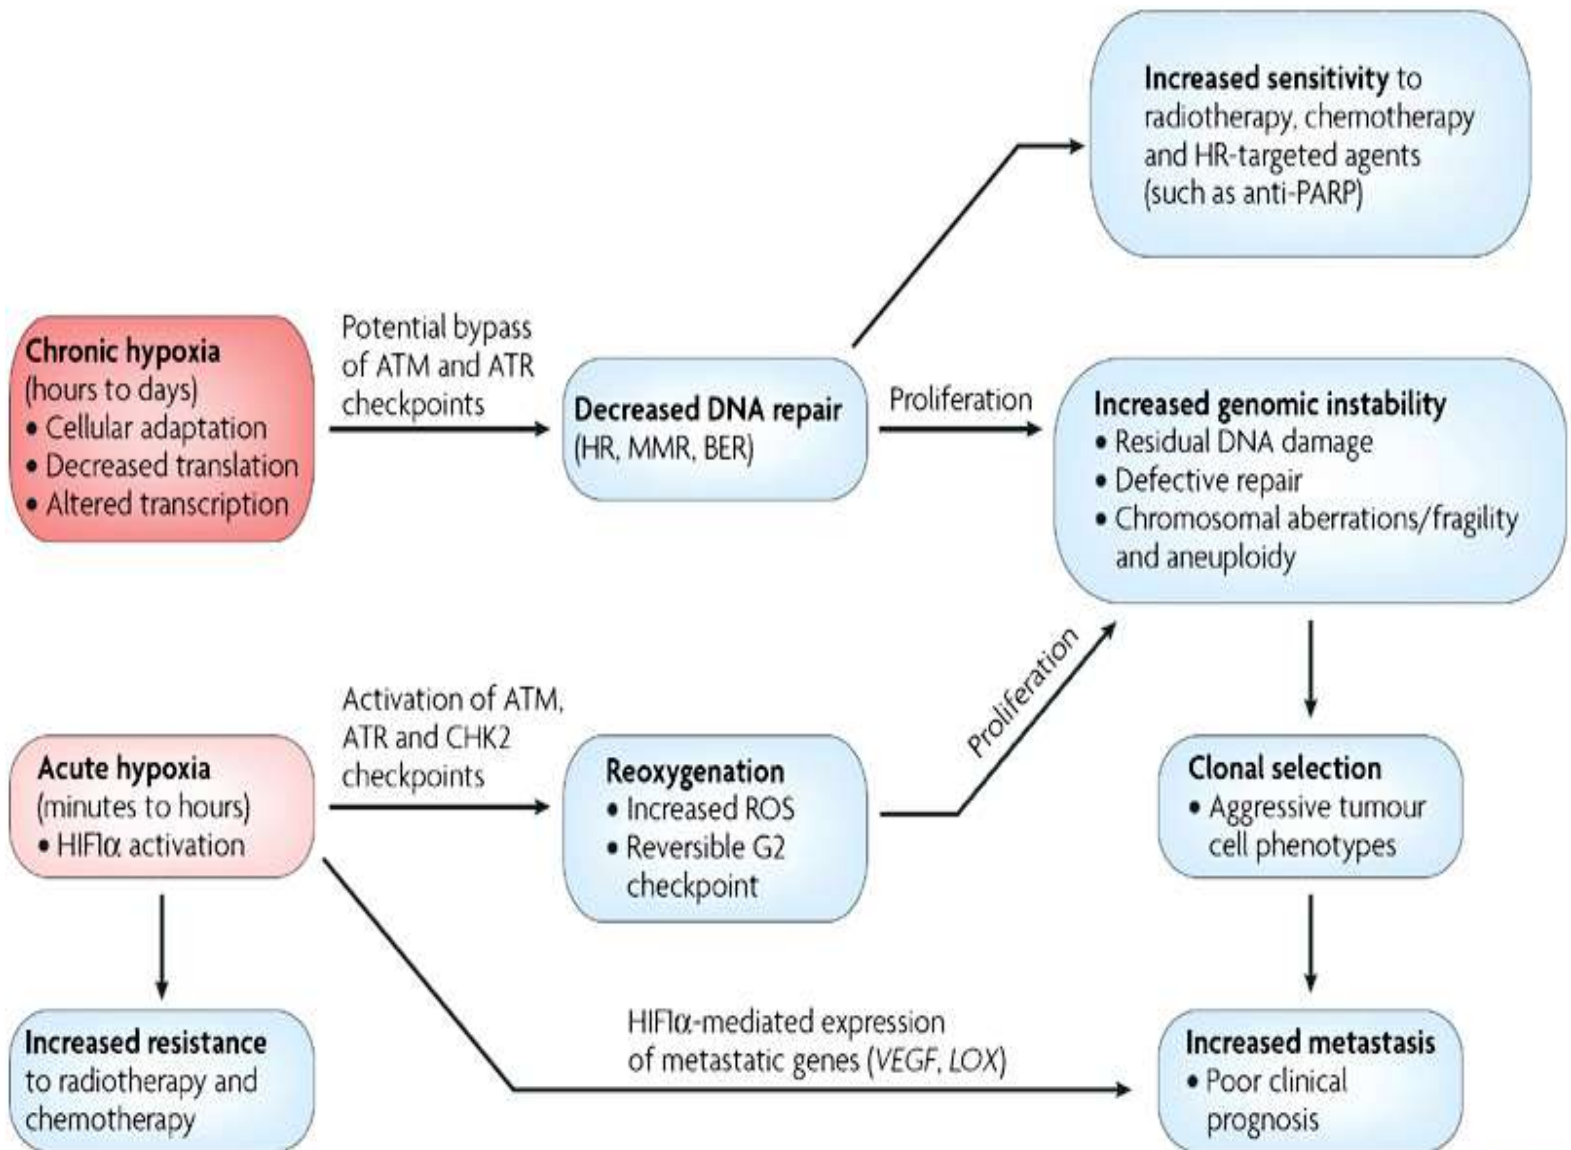 Increased sensitivity to
radiotherapy, chemotherapy
and HR-targeted agents
(such as anti-PARP)
Chronic hypoxia
(hours to days)
• Cellular adaptation
• Decreased translation
• Altered transcription
Potential bypass
of ATM and ATR
checkpoints
Decreased DNA repair
(HR, MMR, BER)
Proliferation
Increased genomic instability
• Residual DNA damage
• Defective repair
• Chromosomal aberrations/fragility
and aneuploidy
Acute hypoxia
(minutes to hours)
• HIF1α activation
Activation of ATM,
ATR and CHK2
checkpoints
Reoxygenation
• Increased ROS
• Reversible G2
checkpoint
Proliferation
Clonal selection
• Aggressive tumour
cell phenotypes
Increased resistance
to radiotherapy and
chemotherapy
HIF1α-mediated expression
of metastatic genes (VEGF, LOX)
Increased metastasis
• Poor clinical
prognosis